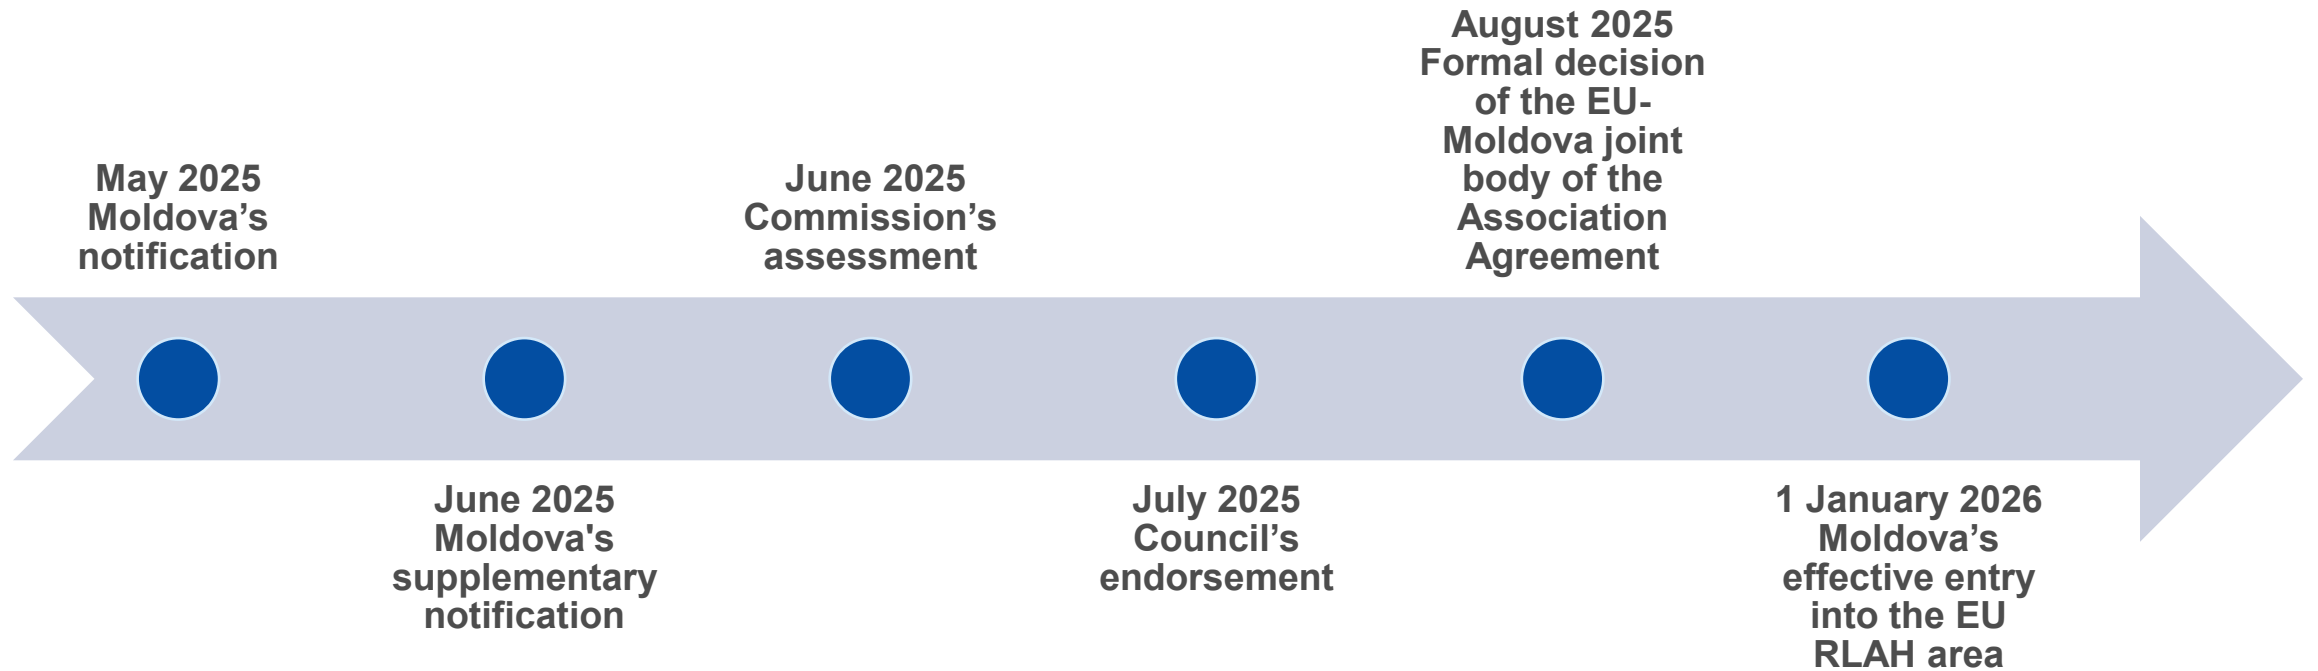 May 2025
Moldova’s
notification
June 2025
Moldova's
supplementary
notification
June 2025
Commission’s
assessment
July 2025
Council’s
endorsement
August 2025
Formal decision
of the EU-
Moldova joint
body of the
Association
Agreement
1 January 2026
Moldova’s
effective entry
into the EU
RLAH area